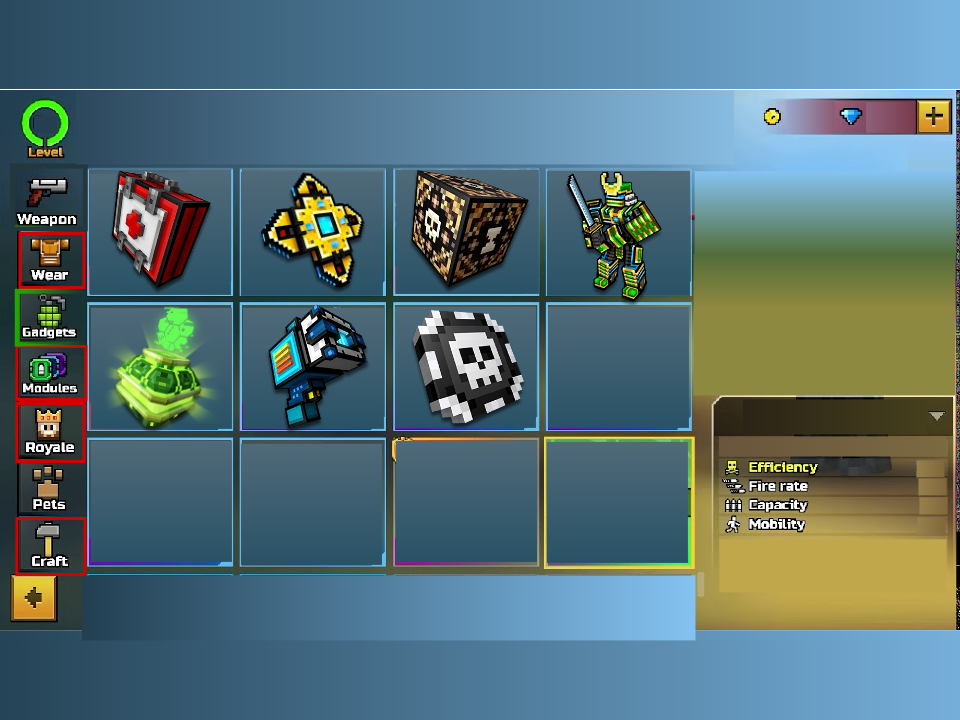 Level
Weapon
Wear
Gadgets
Modules
Royale
Pets
Craft
Efficiency
Fire rate
Capacity
Mobility